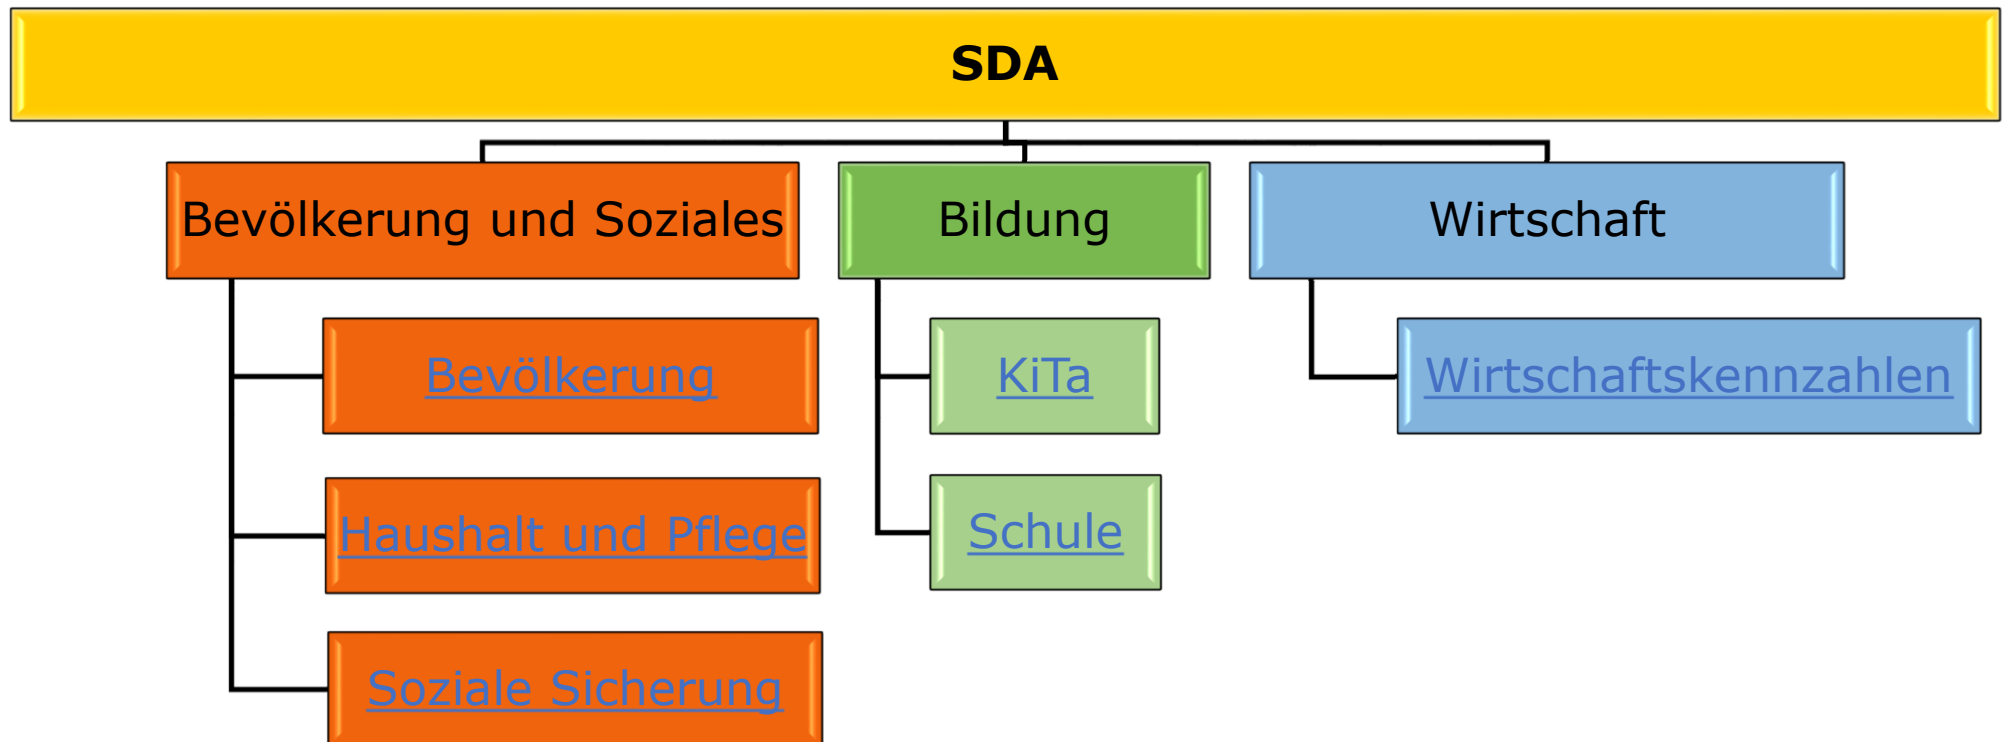 SDA
Bevölkerung und Soziales
Bevölkerung
Haushalt und Pflege
Soziale Sicherung
Bildung
KiTa
Schule
Wirtschaft
Wirtschaftskennzahlen